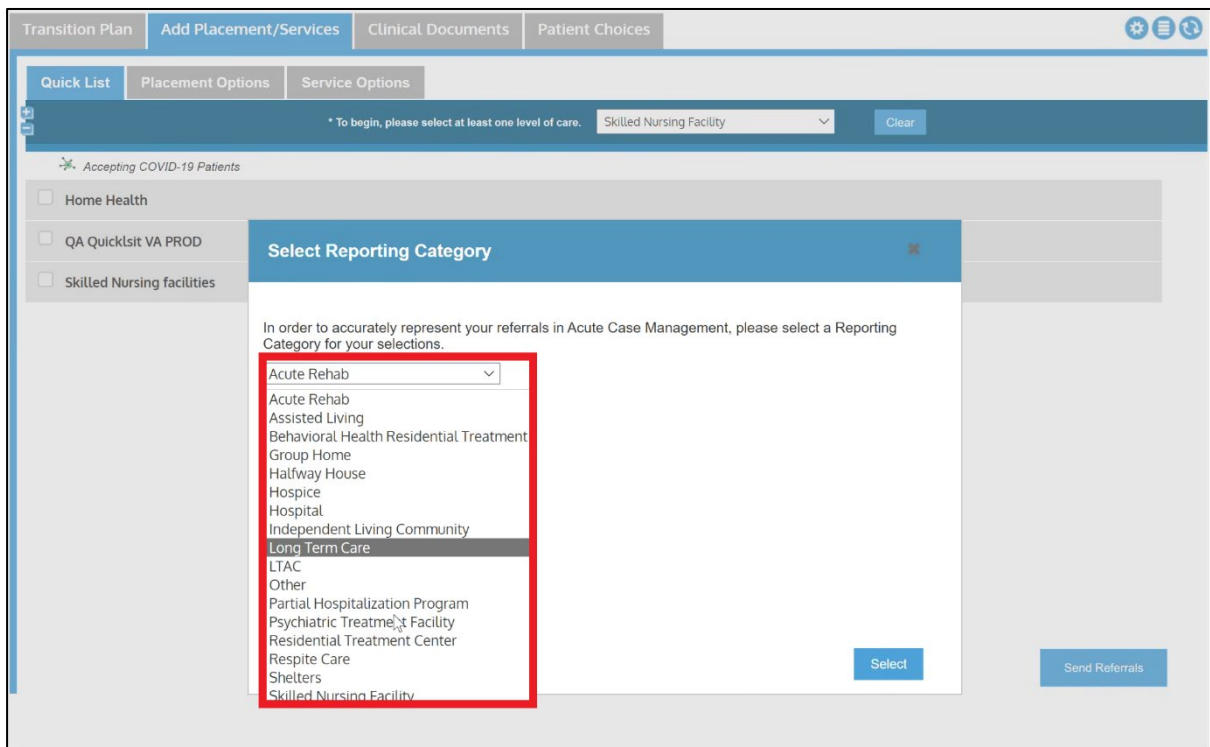 Transition Plan Add Placement/Services Clinical Documents Patient Choices
Quick List Placement Options Service Options
* To begin, please select at least one level of care. Skilled Nursing Facility Clear
Accepting COVID-19 Patients
Home Health
QA Quicklsit VA PROD
Skilled Nursing facilities
Select Reporting Category
In order to accurately represent your referrals in Acute Case Management, please select a Reporting
Category for your selections.
Acute Rehab
Acute Rehab
Assisted Living
Behavioral Health Residential Treatment
Group Home
Halfway House
Hospice
Hospital
Independent Living Community
Long Term Care
LTAC
Other
Partial Hospitalization Program
Psychiatric Treatment Facility
Residential Treatment Center
Respite Care
Shelters
Skilled Nursing Facility
Select
Send Referrals